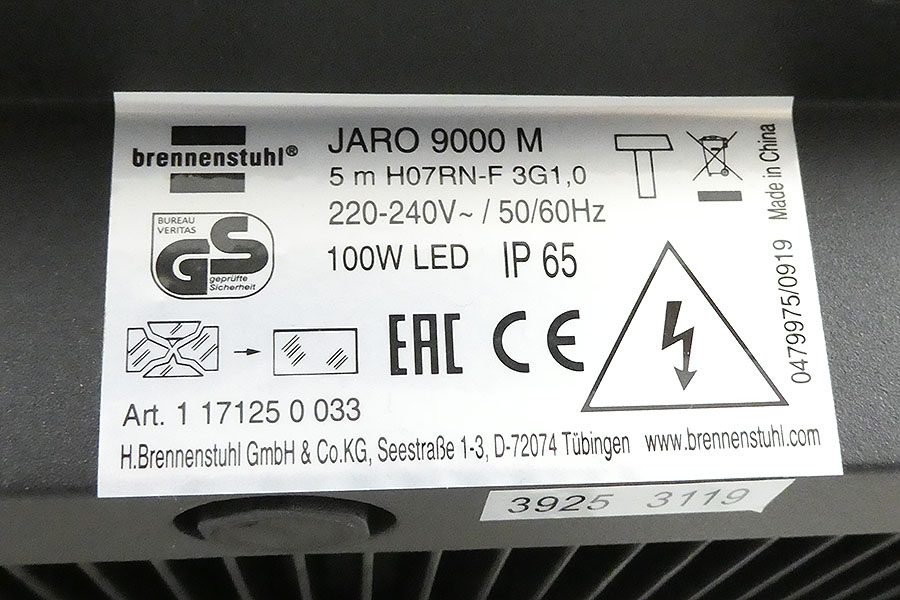 brennenstuhl®
JARO 9000 M
5 m H07RN-F 3G1,0
220-240V~ / 50/60Hz
100W LED IP 65
BUREAU
VERITAS
GS
geprüfte
Sicherheit
EAC CE
Art. 1 17125 0 033
H.Brennenstuhl GmbH & Co.KG, Seestraße 1-3, D-72074 Tübingen www.brennenstuhl.com
0479975/0919 Made in China
3925 3119